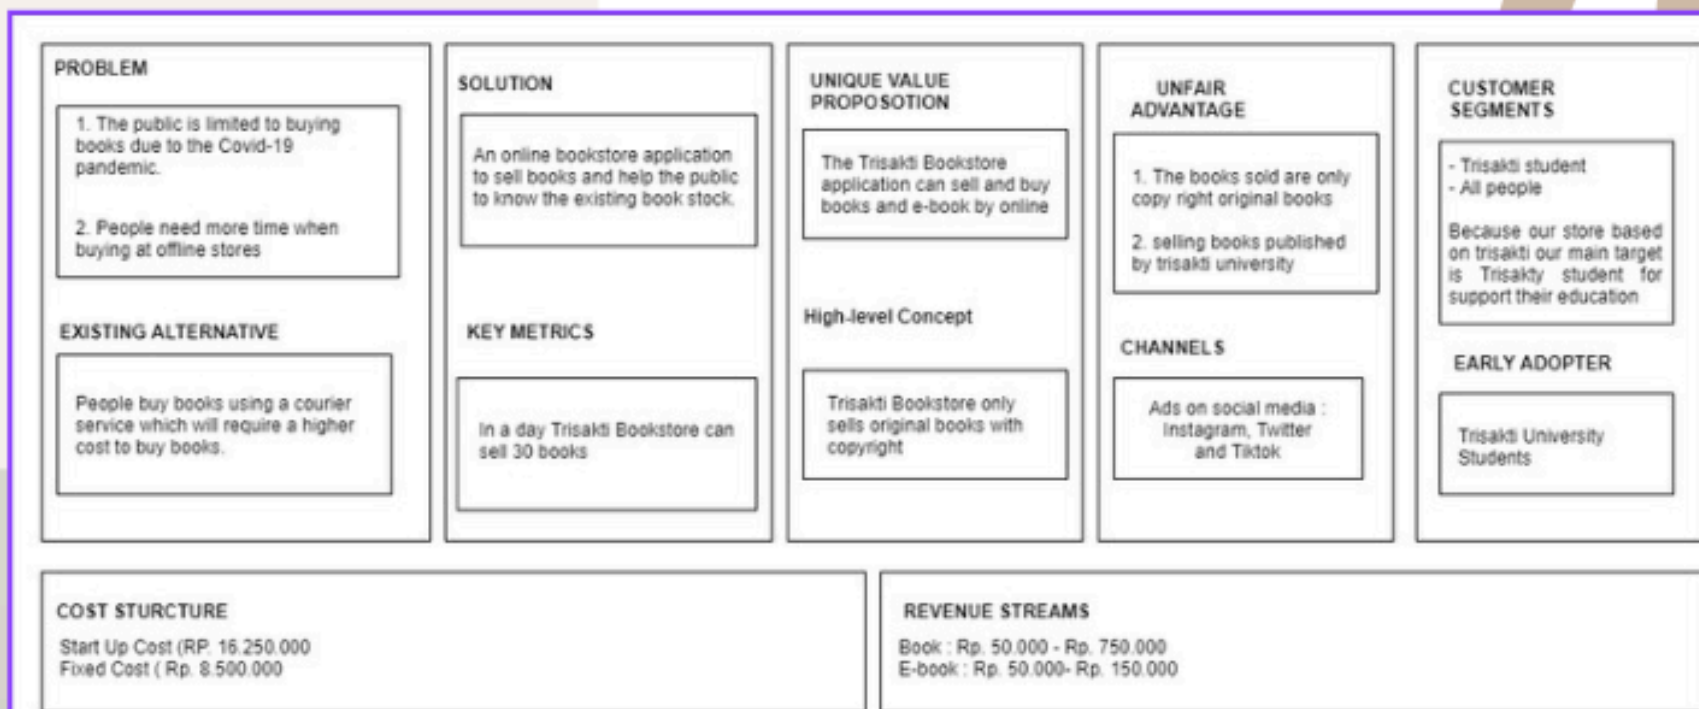 PROBLEM
1. The public is limited to buying
books due to the Covid-19
pandemic.
2. People need more time when
buying at offline stores
EXISTING ALTERNATIVE
People buy books using a courier
service which will require a higher
cost to buy books.
SOLUTION
An online bookstore application
to sell books and help the public
to know the existing book stock.
KEY METRICS
In a day Trisakti Bookstore can
sell 30 books
UNIQUE VALUE
PROPOSOTION
The Trisakti Bookstore
application can sell and buy
books and e-book by online
High-level Concept
Trisakti Bookstore only
sells original books with
copyright
UNFAIR
ADVANTAGE
1. The books sold are only
copy right original books
2. selling books published
by trisakti university
CHANNELS
Ads on social media :
Instagram, Twitter
and Tiktok
CUSTOMER
SEGMENTS
- Trisakti student
- All people
Because our store based
on trisakti our main target
is Trisakty student for
support their education
EARLY ADOPTER
Trisakti University
Students
COST STURCTURE
Start Up Cost (RP. 16.250.000
Fixed Cost ( Rp. 8.500.000
REVENUE STREAMS
Book : Rp. 50.000 - Rp. 750.000
E-book : Rp. 50.000- Rp. 150.000